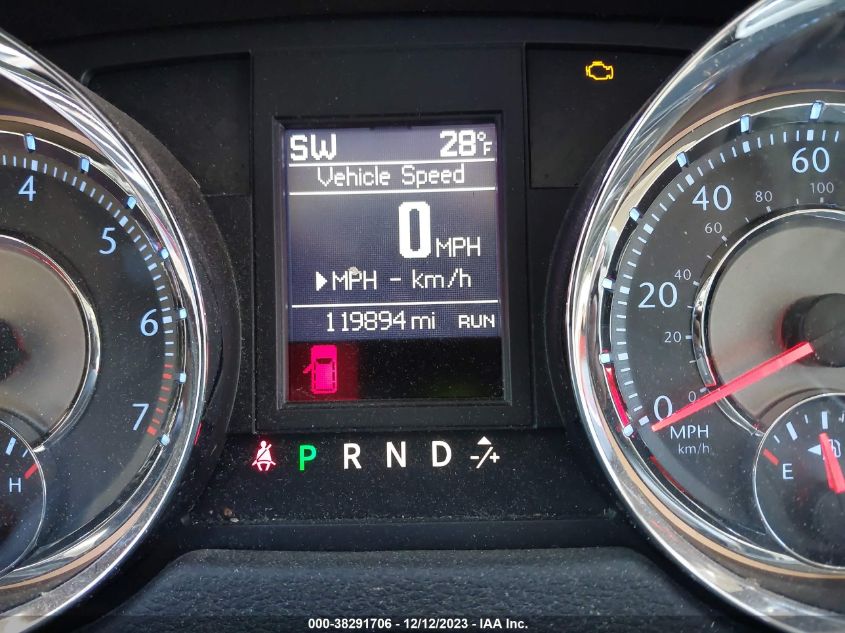 SW 28°F
Vehicle Speed
0 MPH
▶MPH - km/h
119894 mi RUN
P R N D -/+
4
5
6
7
H
0
20
40
60
0
20
40
60
80
100
MPH
km/h
E
000-38291706 - 12/12/2023 - IAA Inc.